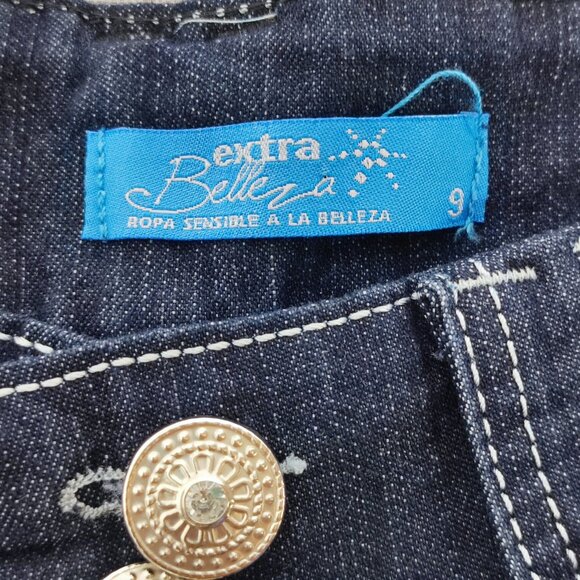 extra
Belleza
ROPA SENSIBLE A LA BELLEZA
9